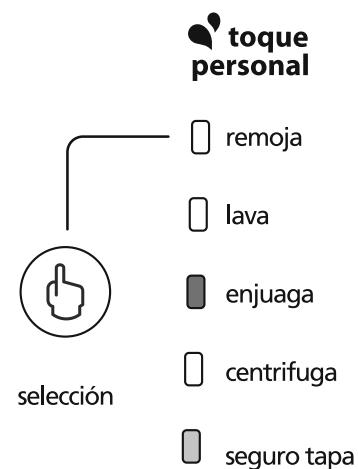 toque
personal
remoja
lava
enjuaga
centrifuga
selección
seguro tapa